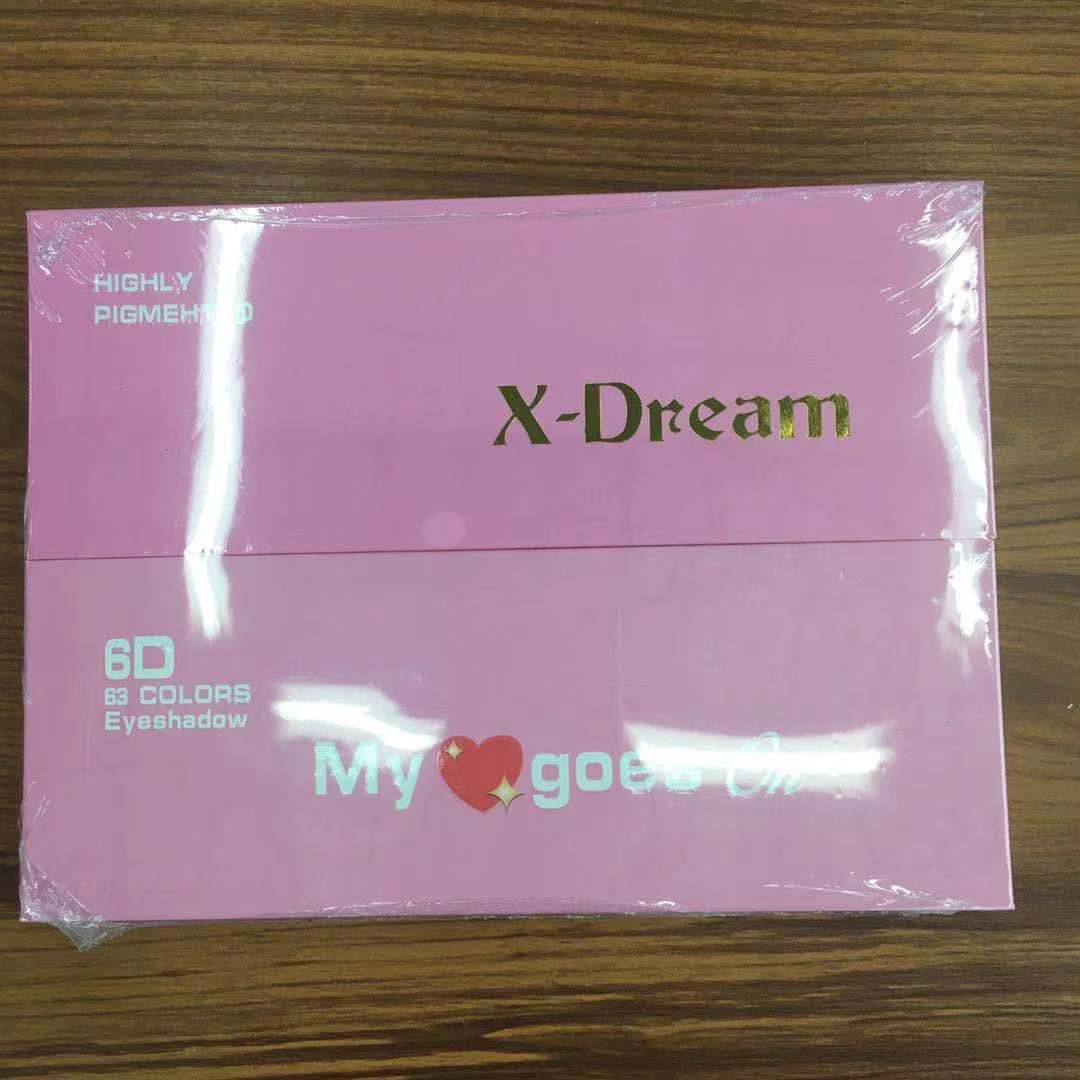 HIGHLY
X-Dream
6D
63 COLORS
Eyeshadow
My ❤ goes On